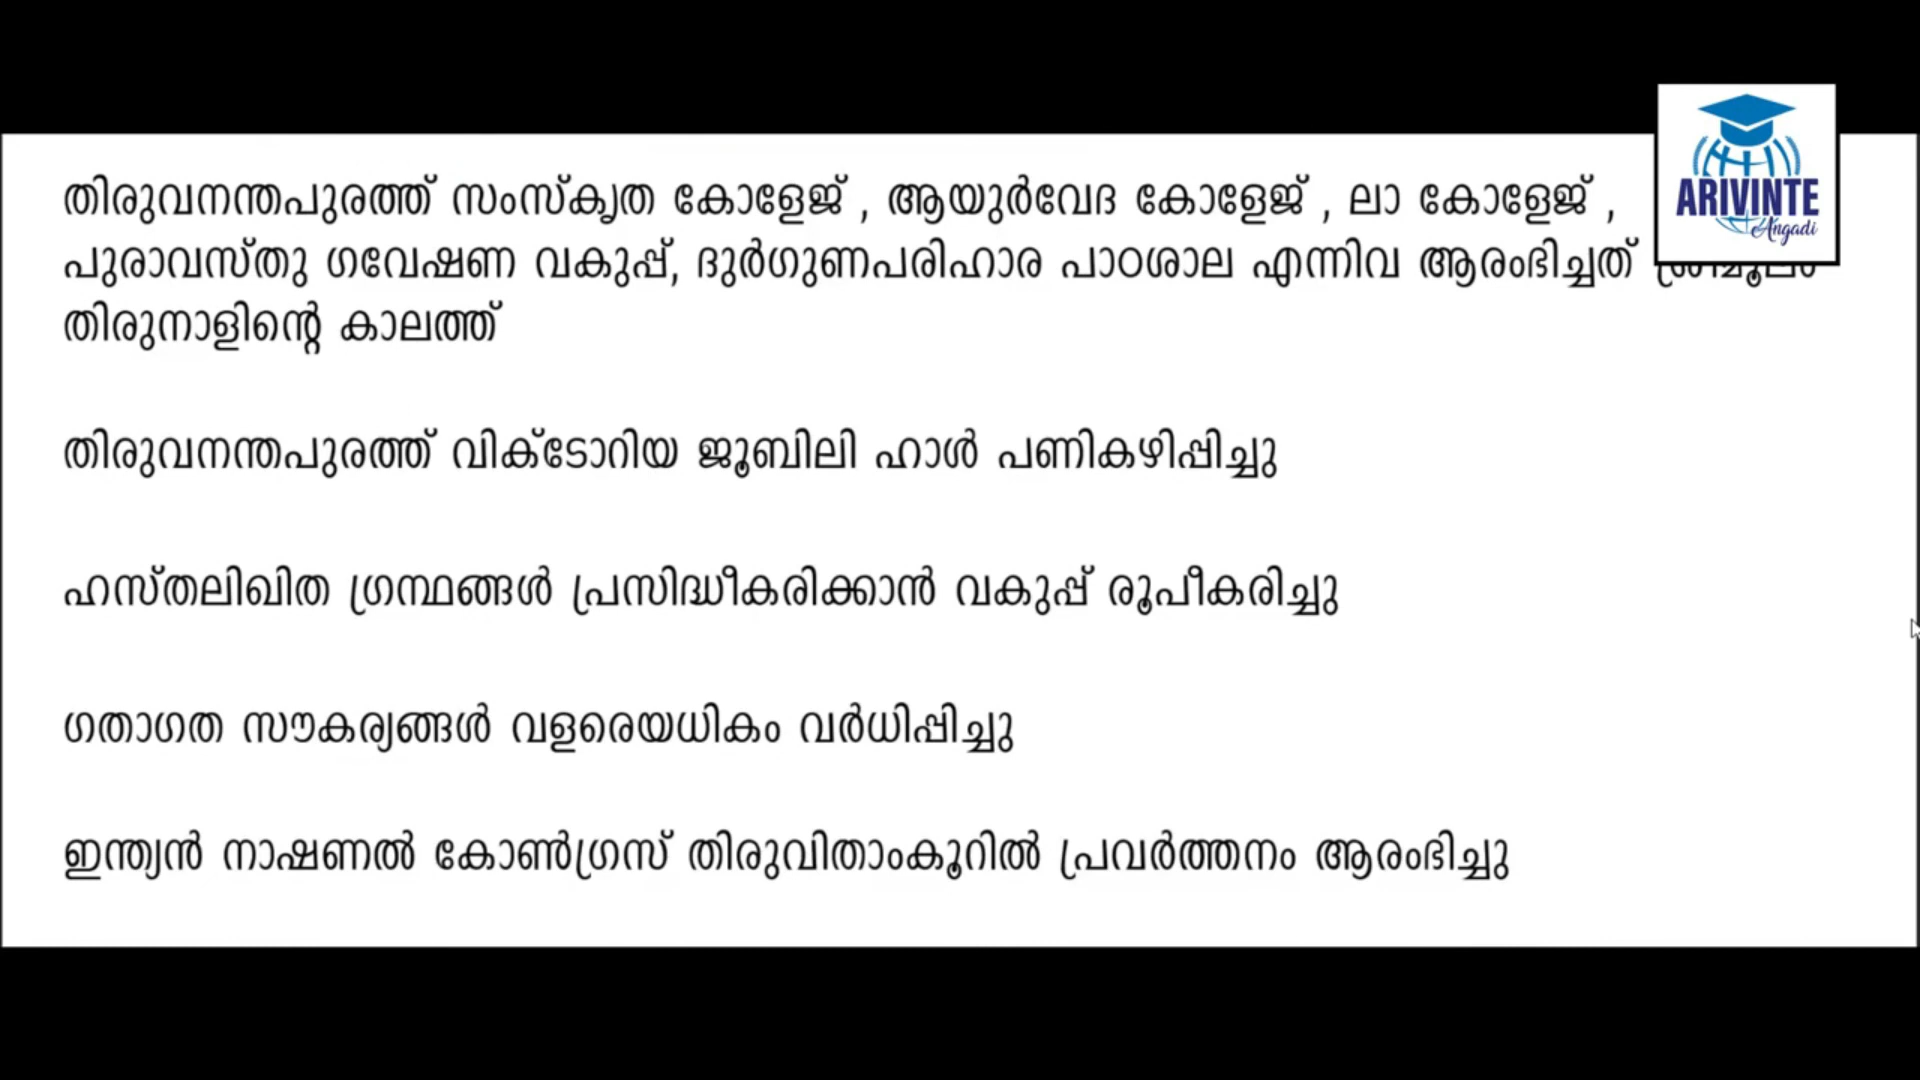 ARIVINTE
Angadi
തിരുവനന്തപുരത്ത് സംസ്കൃത കോളേജ് , ആയുർവേദ കോളേജ് , ലാ കോളേജ് ,
പുരാവസ്തു ഗവേഷണ വകുപ്പ്, ദുർഗുണപരിഹാര പാഠശാല എന്നിവ ആരംഭിച്ചത്
തിരുനാളിന്റെ കാലത്ത്
തിരുവനന്തപുരത്ത് വിക്ടോറിയ ജൂബിലി ഹാൾ പണികഴിപ്പിച്ചു
ഹസ്തലിഖിത ഗ്രന്ഥങ്ങൾ പ്രസിദ്ധീകരിക്കാൻ വകുപ്പ് രൂപീകരിച്ചു
ഗതാഗത സൗകര്യങ്ങൾ വളരെയധികം വർധിപ്പിച്ചു
ഇന്ത്യൻ നാഷണൽ കോൺഗ്രസ് തിരുവിതാംകൂറിൽ പ്രവർത്തനം ആരംഭിച്ചു